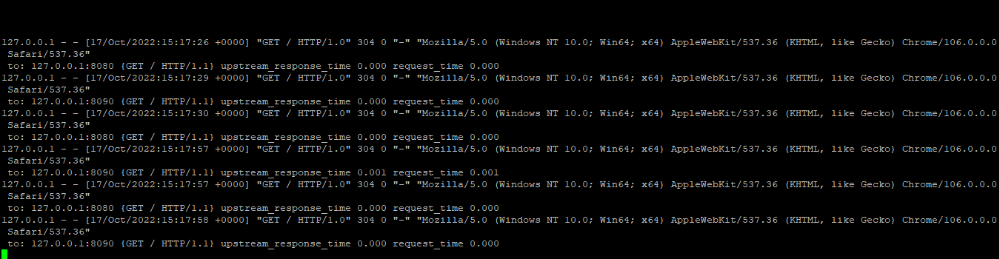 127.0.0.1 - - [17/Oct/2022:15:17:26 +0000] "GET / HTTP/1.0" 304 0 "-" "Mozilla/5.0 (Windows NT 10.0; Win64; x64) AppleWebKit/537.36 (KHTML, like Gecko) Chrome/106.0.0.0
Safari/537.36"
to: 127.0.0.1:8080 {GET / HTTP/1.1} upstream_response_time 0.000 request_time 0.000
127.0.0.1 - - [17/Oct/2022:15:17:29 +0000] "GET / HTTP/1.0" 304 0 "-" "Mozilla/5.0 (Windows NT 10.0; Win64; x64) AppleWebKit/537.36 (KHTML, like Gecko) Chrome/106.0.0.0
Safari/537.36"
to: 127.0.0.1:8090 {GET / HTTP/1.1} upstream_response_time 0.000 request_time 0.000
127.0.0.1 - - [17/Oct/2022:15:17:30 +0000] "GET / HTTP/1.0" 304 0 "-" "Mozilla/5.0 (Windows NT 10.0; Win64; x64) AppleWebKit/537.36 (KHTML, like Gecko) Chrome/106.0.0.0
Safari/537.36"
to: 127.0.0.1:8080 {GET / HTTP/1.1} upstream_response_time 0.000 request_time 0.000
127.0.0.1 - - [17/Oct/2022:15:17:57 +0000] "GET / HTTP/1.0" 304 0 "-" "Mozilla/5.0 (Windows NT 10.0; Win64; x64) AppleWebKit/537.36 (KHTML, like Gecko) Chrome/106.0.0.0
Safari/537.36"
to: 127.0.0.1:8090 {GET / HTTP/1.1} upstream_response_time 0.001 request_time 0.001
127.0.0.1 - - [17/Oct/2022:15:17:57 +0000] "GET / HTTP/1.0" 304 0 "-" "Mozilla/5.0 (Windows NT 10.0; Win64; x64) AppleWebKit/537.36 (KHTML, like Gecko) Chrome/106.0.0.0
Safari/537.36"
to: 127.0.0.1:8080 {GET / HTTP/1.1} upstream_response_time 0.000 request_time 0.000
127.0.0.1 - - [17/Oct/2022:15:17:58 +0000] "GET / HTTP/1.0" 304 0 "-" "Mozilla/5.0 (Windows NT 10.0; Win64; x64) AppleWebKit/537.36 (KHTML, like Gecko) Chrome/106.0.0.0
Safari/537.36"
to: 127.0.0.1:8090 {GET / HTTP/1.1} upstream_response_time 0.000 request_time 0.000